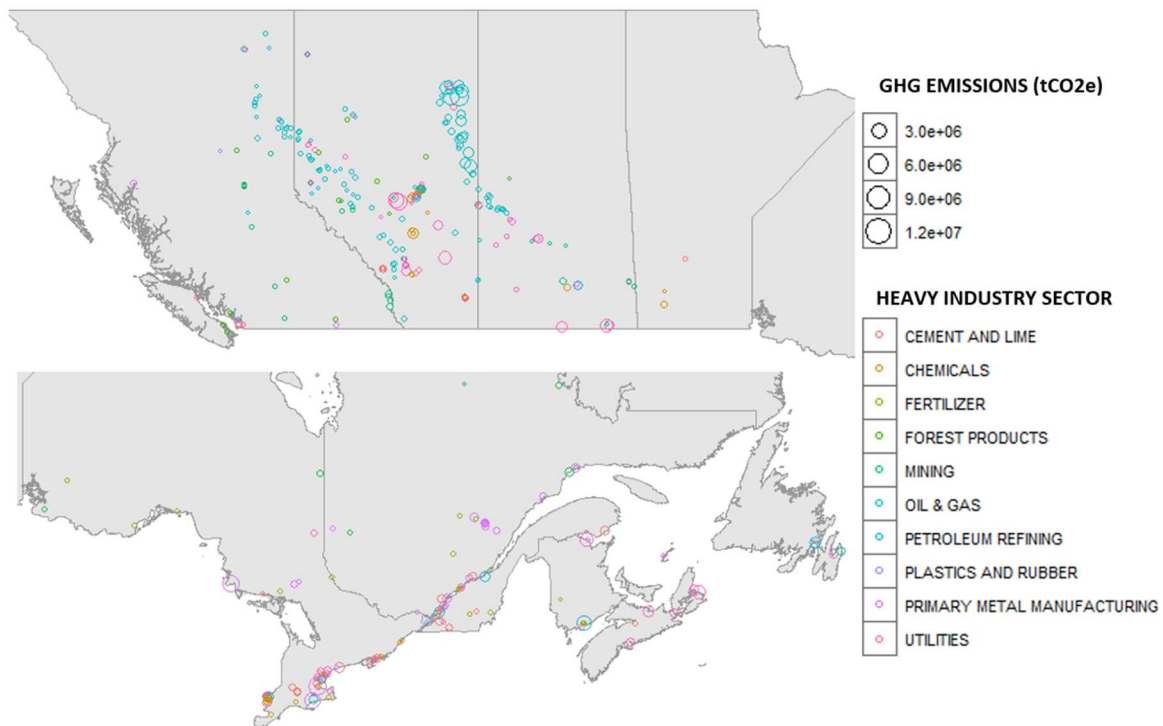 GHG EMISSIONS (tCO2e)
3.0e+06
6.0e+06
9.0e+06
1.2e+07
HEAVY INDUSTRY SECTOR
CEMENT AND LIME
CHEMICALS
FERTILIZER
FOREST PRODUCTS
MINING
OIL & GAS
PETROLEUM REFINING
PLASTICS AND RUBBER
PRIMARY METAL MANUFACTURING
UTILITIES